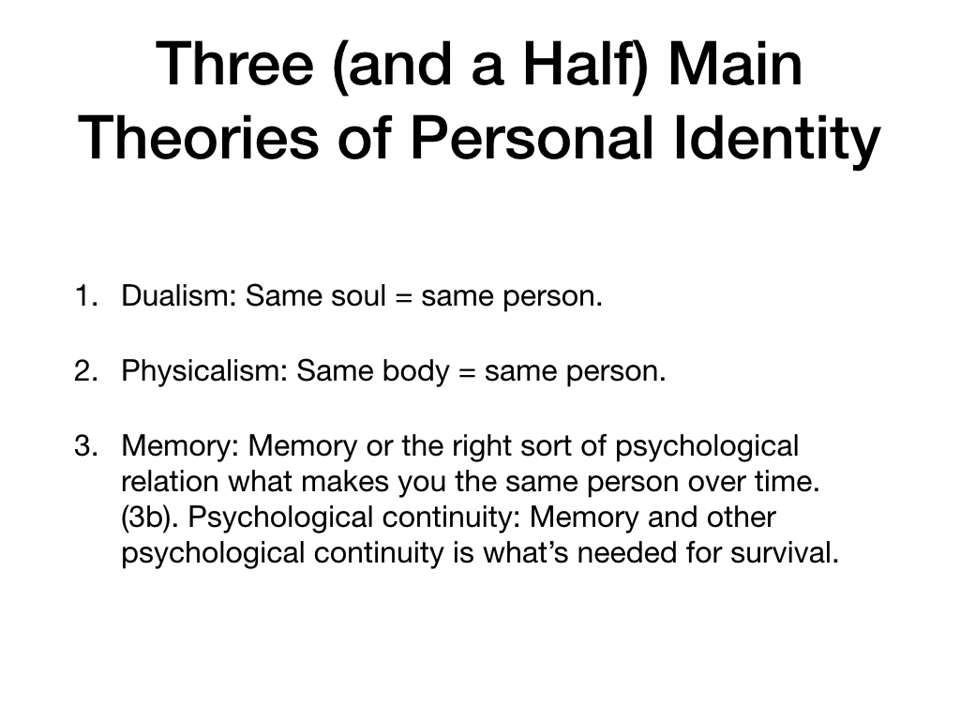 Three (and a Half) Main
Theories of Personal Identity
1. Dualism: Same soul = same person.
2. Physicalism: Same body = same person.
3. Memory: Memory or the right sort of psychological
relation what makes you the same person over time.
(3b). Psychological continuity: Memory and other
psychological continuity is what’s needed for survival.